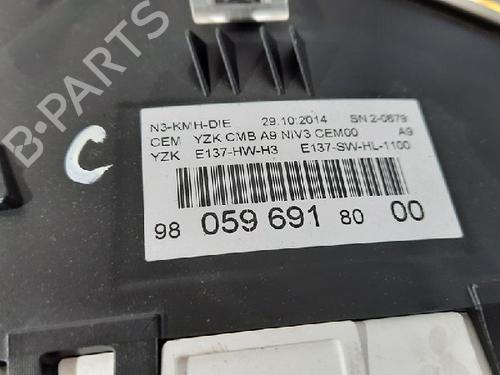 N3-KMH-DIE 29.10.2014 SN 2-0679
CEM YZK CMB A9 NIV3 CEM00 A9
YZK E137-HW-H3 E137-SW-HL-1100
98 059 691 80 00
C
B-PARTS